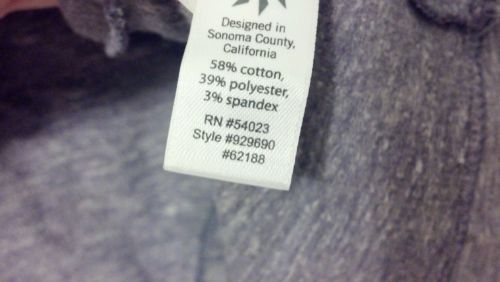 Designed in
Sonoma County,
California
58% cotton,
39% polyester,
3% spandex
RN #54023
Style #929690
#62188